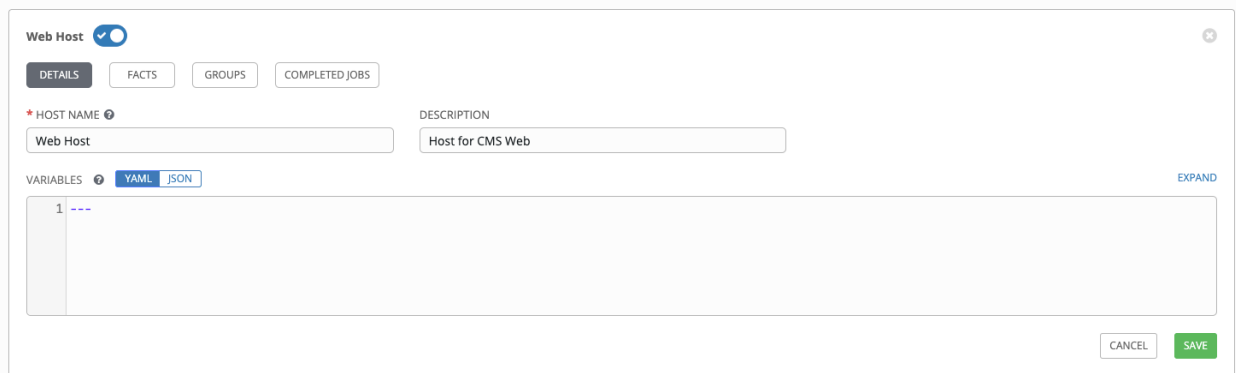 Web Host
DETAILS FACTS GROUPS COMPLETED JOBS
* HOST NAME DESCRIPTION
Web Host Host for CMS Web
VARIABLES YAML JSON EXPAND
1 ---
CANCEL SAVE